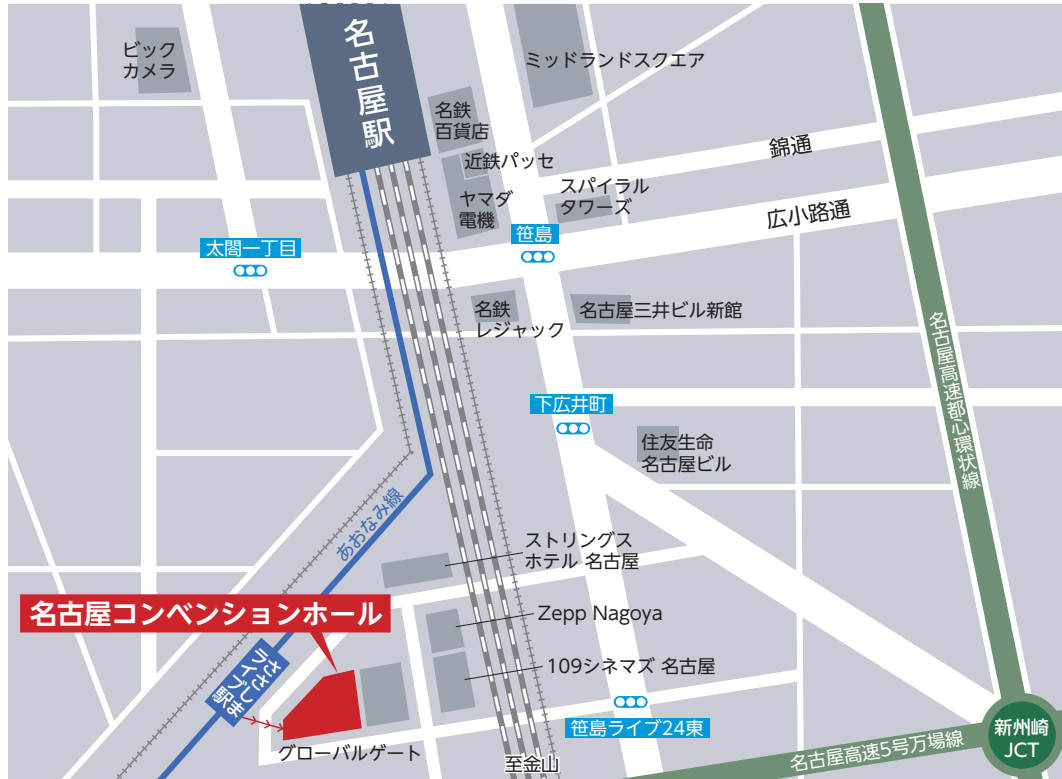 名古屋駅
ビック
カメラ
ミッドランドスクエア
名鉄
百貨店
近鉄パッセ
ヤマダ
電機
スパイラル
タワーズ
錦通
広小路通
太閤一丁目
笹島
名鉄
レジャック
名古屋三井ビル新館
名古屋高速都心環状線
下広井町
住友生命
名古屋ビル
あおなみ線
ストリングス
ホテル 名古屋
名古屋コンベンションホール
Zepp Nagoya
ささしま
ライブ駅
109シネマズ 名古屋
笹島ライブ24東
グローバルゲート
至金山
名古屋高速5号万場線
新州崎
JCT